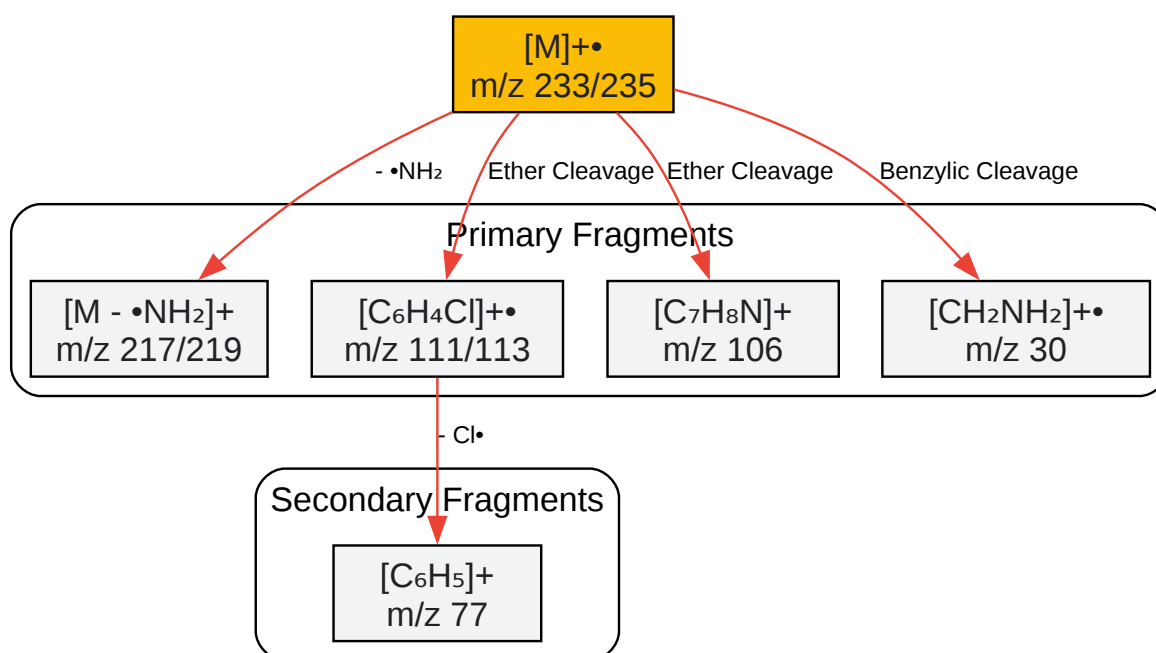 [M]+•
m/z 233/235
- •NH₂
Ether Cleavage
Ether Cleavage
Benzylic Cleavage
Primary Fragments
[M - •NH₂]+
m/z 217/219
[C₆H₄Cl]+•
m/z 111/113
[C₇H₈N]+
m/z 106
[CH₂NH₂]+•
m/z 30
- Cl•
Secondary Fragments
[C₆H₅]+
m/z 77